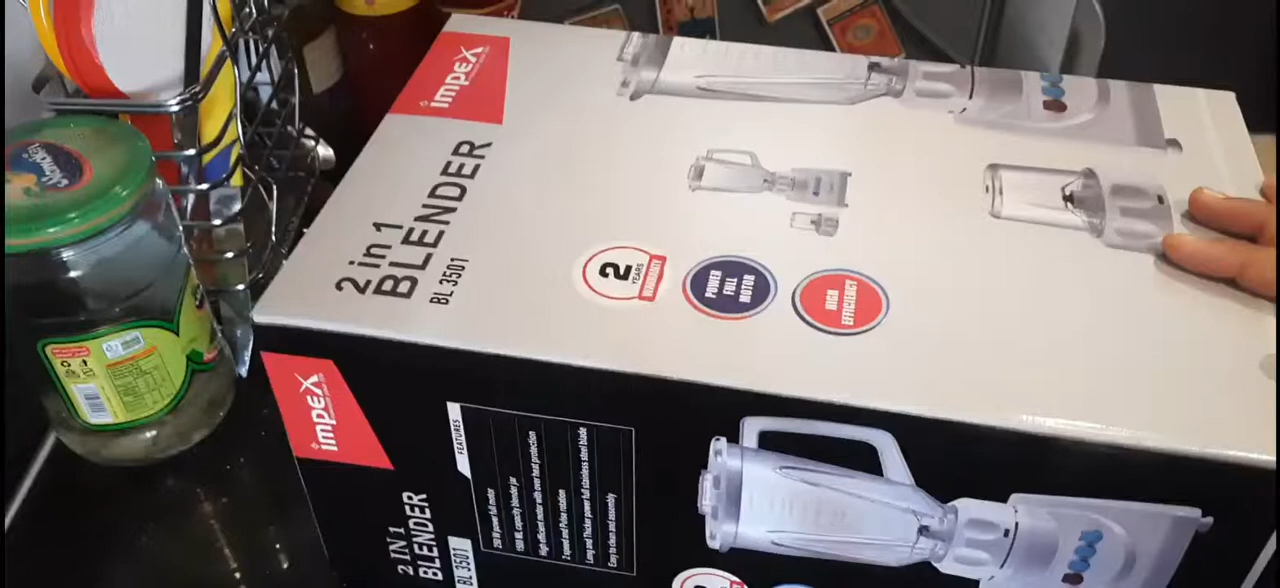 impex
2 in 1
BLENDER
BL 3501
2
YEARS
WARRANTY
POWER
FULL
MOTOR
HIGH
EFFICIENCY
impex
2 IN 1
BLENDER
BL 3501
FEATURES
350 W power full motor
1500 ML capacity blender jar
High efficient motor with over heat protection
2 speed and Pulse rotation
Long and Thicker power full stainless steel blade
Easy to clean and assembly